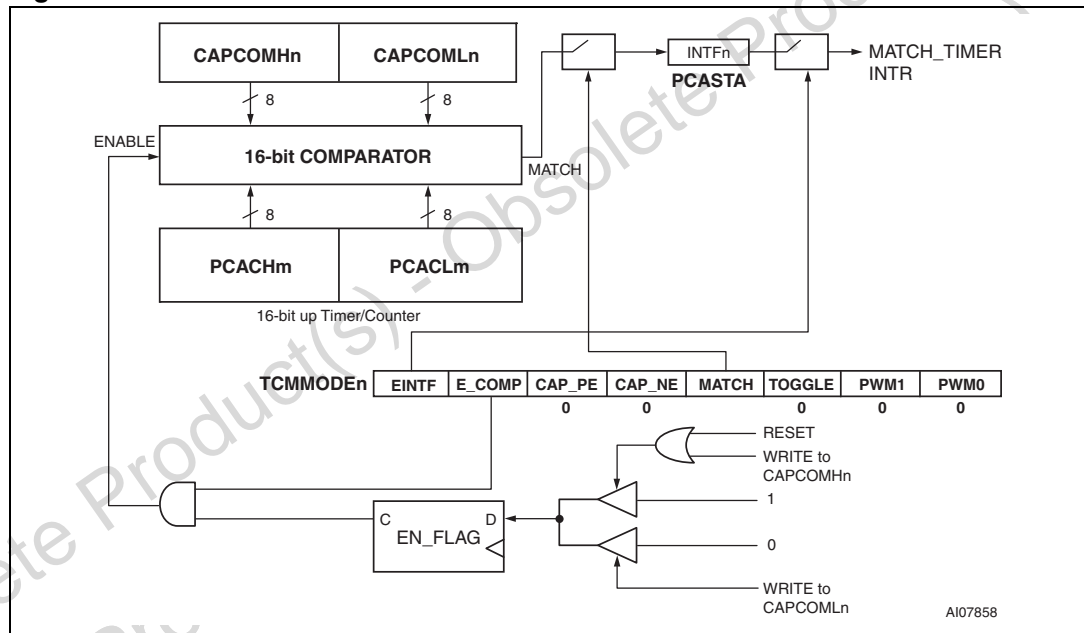 CAPCOMHn CAPCOMLn
INTFn
MATCH_TIMER
INTR
PCASTA
8 8
ENABLE
16-bit COMPARATOR
MATCH
8 8
PCACHm PCACLm
16-bit up Timer/Counter
TCMMODEn EINTF E_COMP CAP_PE CAP_NE MATCH TOGGLE PWM1 PWM0
0 0 0 0 0
RESET
WRITE to
CAPCOMHn
1
C D
EN_FLAG
0
WRITE to
CAPCOMLn
AI07858
Product(s) - Obsolete Product